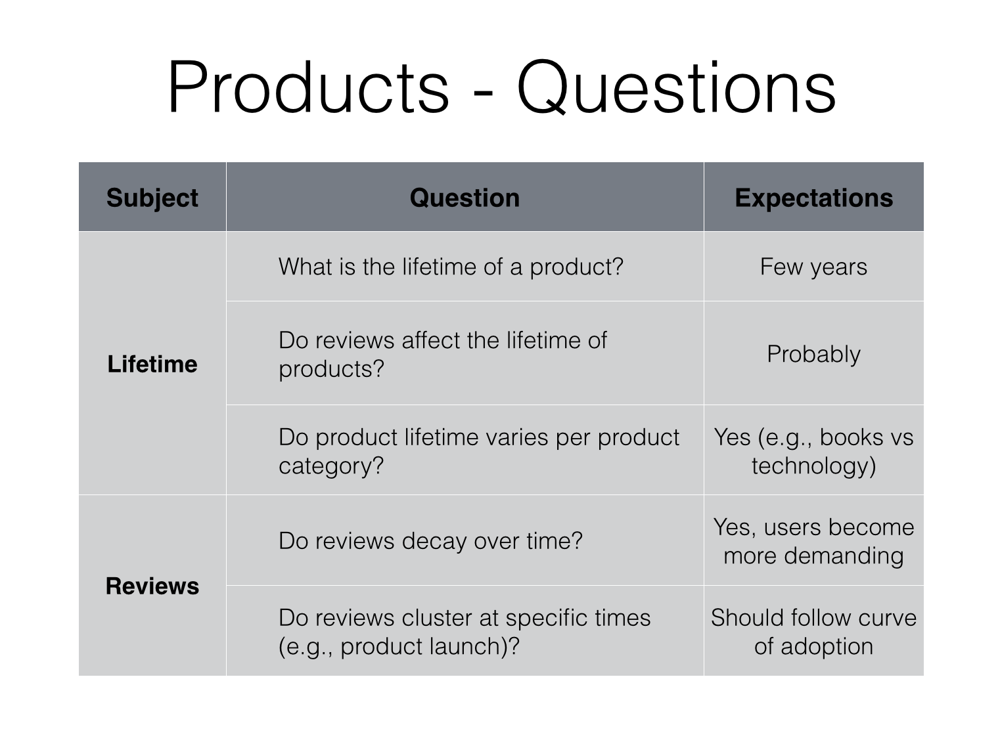 Products - Questions
Subject
Question
Expectations
Lifetime
What is the lifetime of a product?
Few years
Do reviews affect the lifetime of
products?
Probably
Do product lifetime varies per product
category?
Yes (e.g., books vs
technology)
Reviews
Do reviews decay over time?
Yes, users become
more demanding
Do reviews cluster at specific times
(e.g., product launch)?
Should follow curve
of adoption